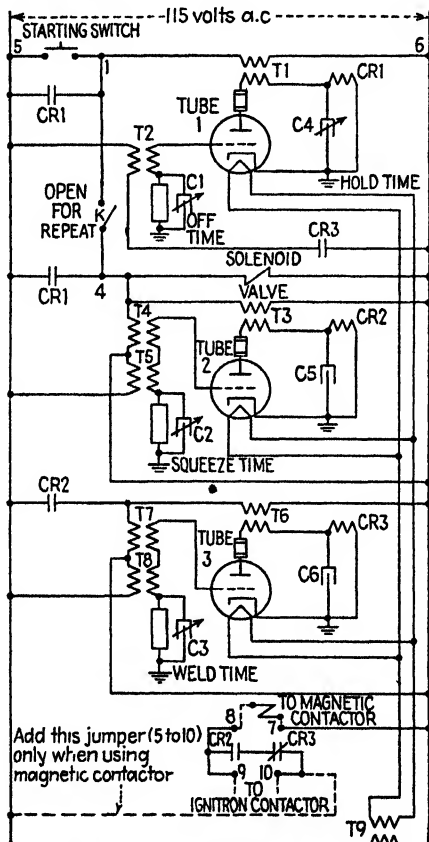 115 volts a.c
5 STARTING SWITCH 6
1
T1 CR1
CR1
TUBE 1
C4
T2
C1
HOLD TIME
OPEN FOR REPEAT
K
OFF TIME
CR3
SOLENOID VALVE
CR1
4
T4
T3 CR2
T5
TUBE 2
C5
C2
SQUEEZE TIME
CR2
T7
T6 CR3
T8
TUBE 3
C6
C3
WELD TIME
TO MAGNETIC CONTACTOR
8 7
CR2 CR3
Add this jumper (5 to 10)
only when using
magnetic contactor
9 10
TO
IGNITRON CONTACTOR
T9